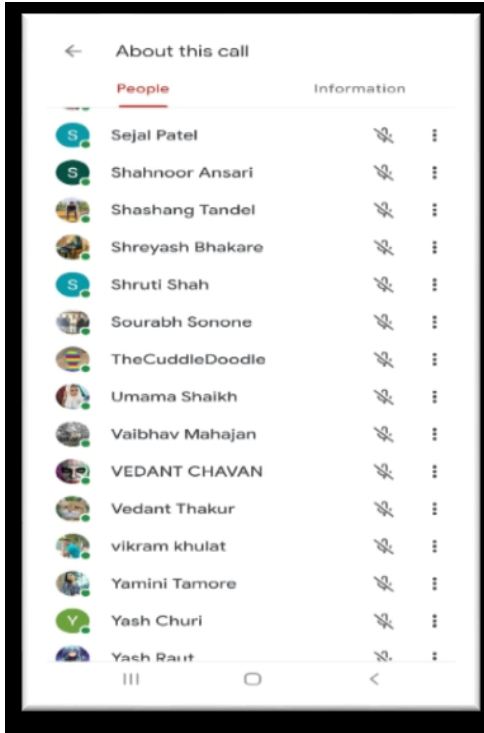 About this call
People Information
S Sejal Patel
S Shahnoor Ansari
Shashang Tandel
Shreyash Bhakare
S Shruti Shah
Sourabh Sonone
TheCuddleDoodle
Umama Shaikh
Vaibhav Mahajan
VEDANT CHAVAN
Vedant Thakur
vikram khulat
Yamini Tamore
Y Yash Churi
Yash Raut